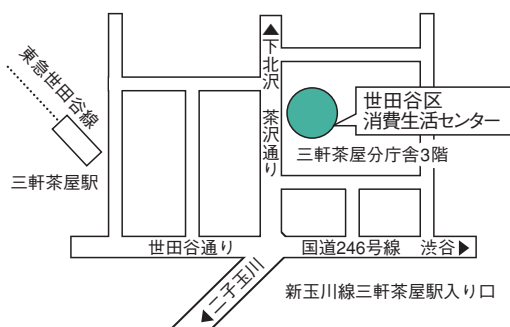 ▲下北沢
茶沢通り
東急世田谷線
三軒茶屋駅
世田谷区
消費生活センター
三軒茶屋分庁舎3階
世田谷通り
国道246号線
渋谷▶
◀二子玉川
新玉川線三軒茶屋駅入り口